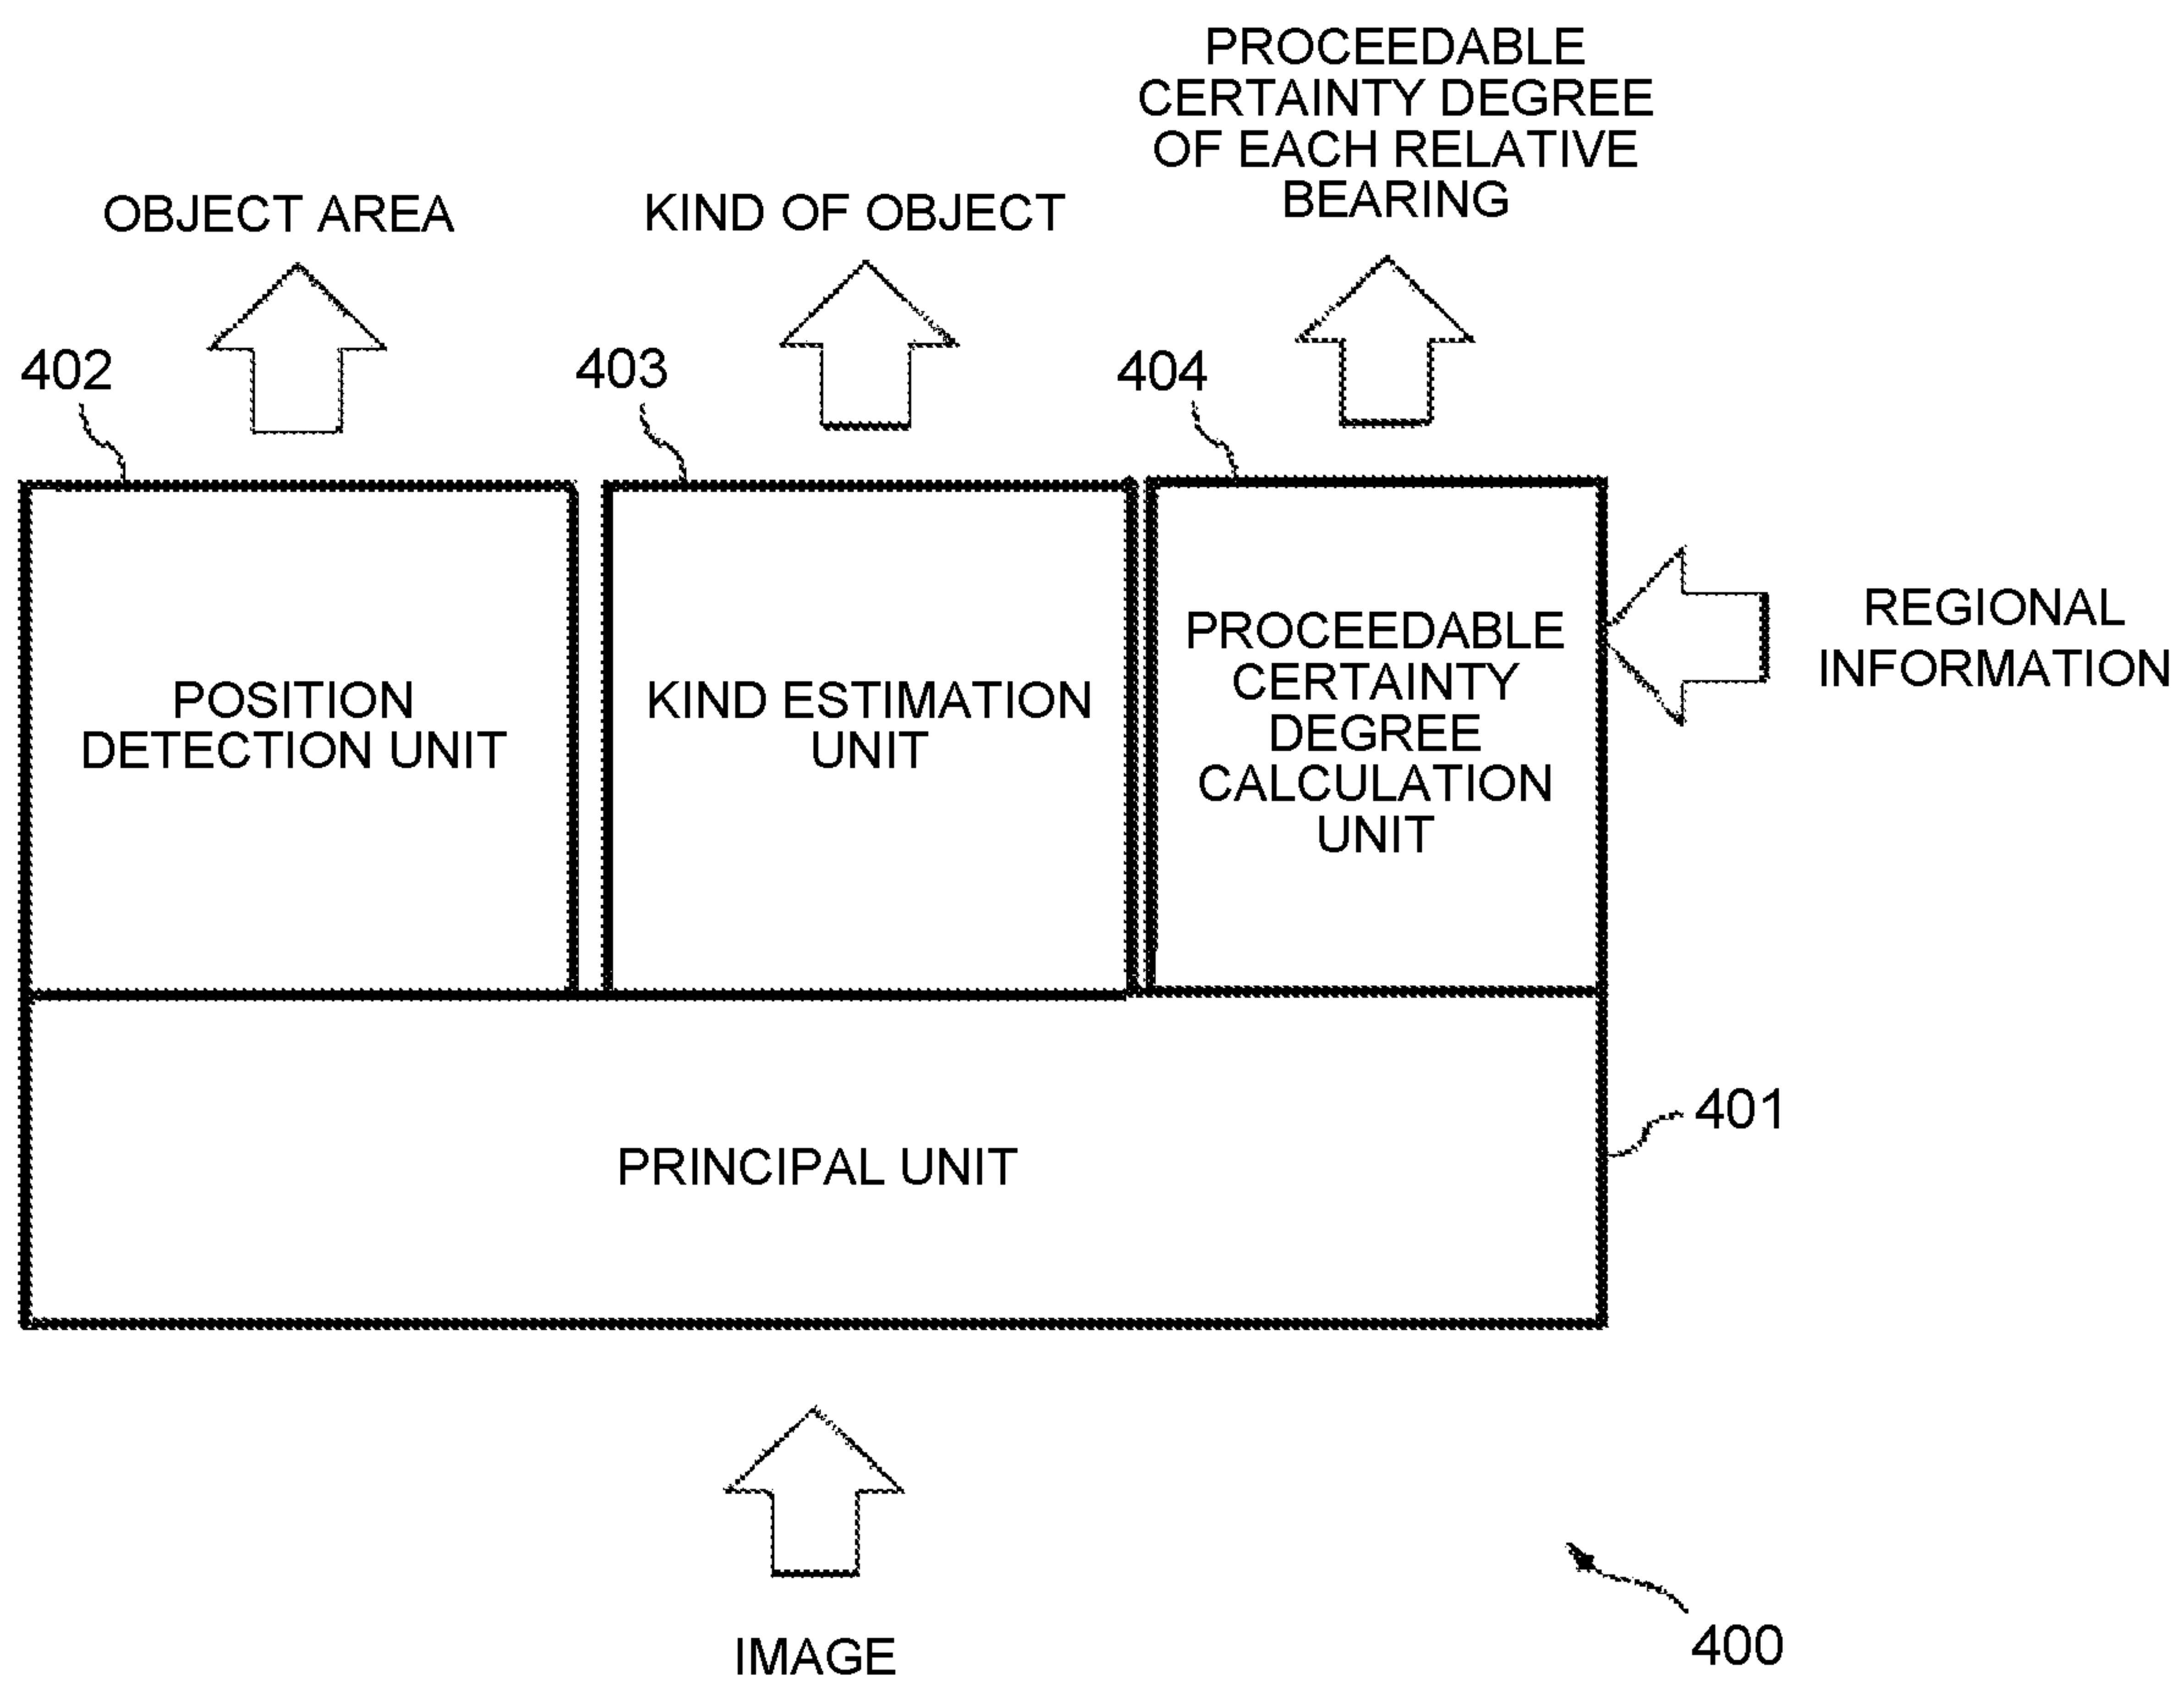 PROCEEDABLE
CERTAINTY DEGREE
OF EACH RELATIVE
BEARING
OBJECT AREA
KIND OF OBJECT
402
403
404
POSITION
DETECTION UNIT
KIND ESTIMATION
UNIT
PROCEEDABLE
CERTAINTY
DEGREE
CALCULATION
UNIT
REGIONAL
INFORMATION
PRINCIPAL UNIT
401
IMAGE
400